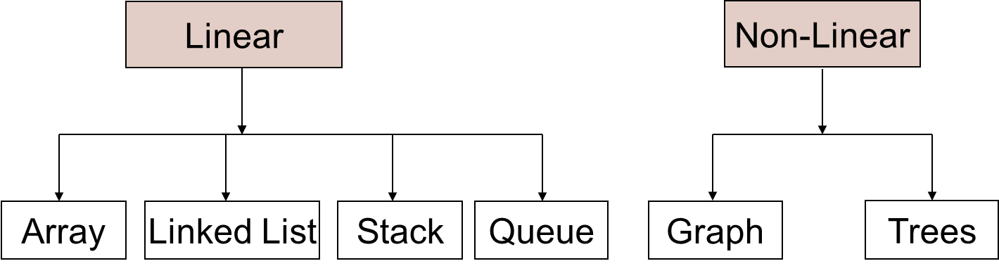 Linear
Non-Linear
Array
Linked List
Stack
Queue
Graph
Trees